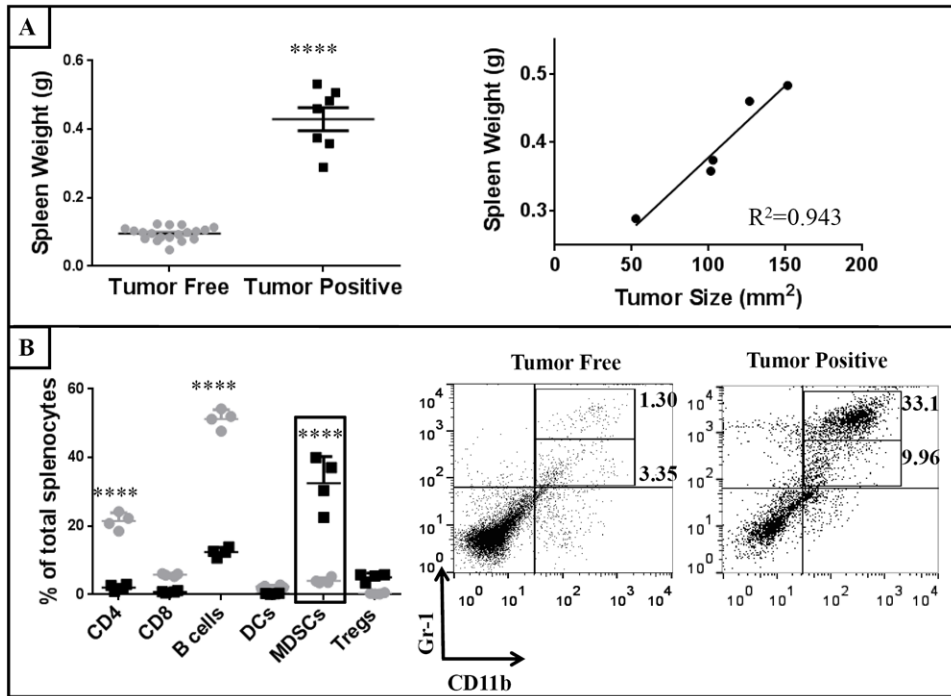 A
Spleen Weight (g)
0.6
0.4
0.2
0.0
****
Tumor Free
Tumor Positive
Spleen Weight (g)
0.5
0.4
0.3
R²=0.943
0
50
100
150
200
Tumor Size (mm²)
B
% of total splenocytes
60
40
20
0
****
****
****
CD4
CD8
B cells
DCs
MDSCs
Tregs
Tumor Free
10⁴
10³
10²
10¹
10⁰
1.30
3.35
10⁰
10¹
10²
10³
10⁴
Tumor Positive
10⁴
10³
10²
10¹
10⁰
33.1
9.96
10⁰
10¹
10²
10³
10⁴
Gr-1
CD11b